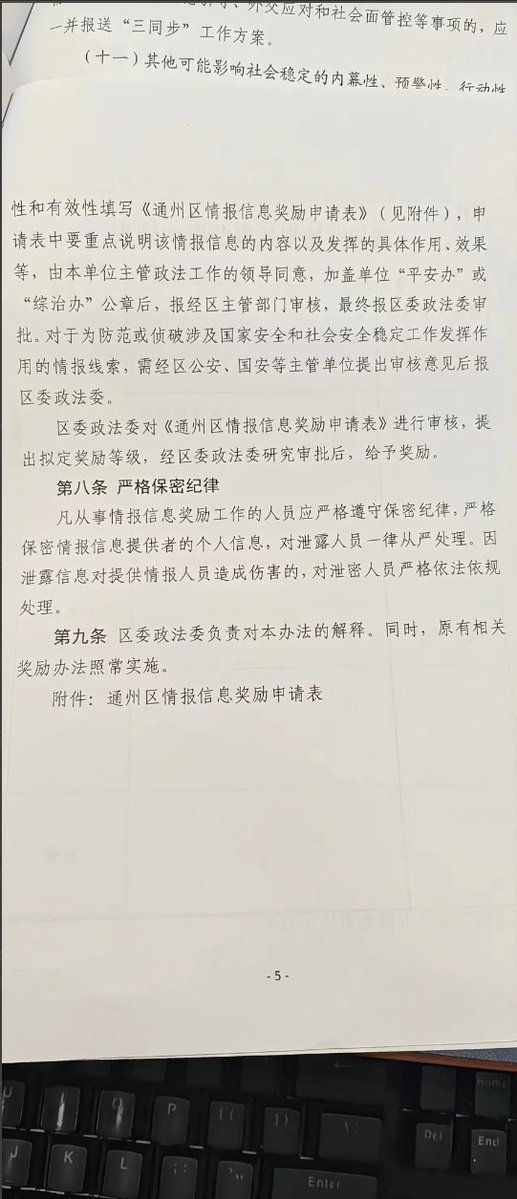 外交应对和社会面管控等事项的，应
一并报送“三同步”工作方案。
（十一）其他可能影响社会稳定的内幕性、预警性、行动性
性和有效性填写《通州区情报信息奖励申请表》（见附件），申
请表中要重点说明该情报信息的内容以及发挥的具体作用、效果
等，由本单位主管政法工作的领导同意，加盖单位“平安办”或
“综治办”公章后，报经区主管部门审核，最终报区委政法委审
批。对于为防范或侦破涉及国家安全和社会安全稳定工作发挥作
用的情报线索，需经区公安、国安等主管单位提出审核意见后报
区委政法委。
区委政法委对《通州区情报信息奖励申请表》进行审核，提
出拟定奖励等级，经区委政法委研究审批后，给予奖励。
第八条 严格保密纪律
凡从事情报信息奖励工作的人员应严格遵守保密纪律，严格
保密情报信息提供者的个人信息，对泄露人员一律从严处理。因
泄露信息对提供情报人员造成伤害的，对泄密人员严格依法依规
处理。
第九条 区委政法委负责对本办法的解释。同时，原有相关
奖励办法照常实施。
附件：通州区情报信息奖励申请表
- 5 -
Home
O P { [ } ] | \ Del End
J K L : ; " '
Enter